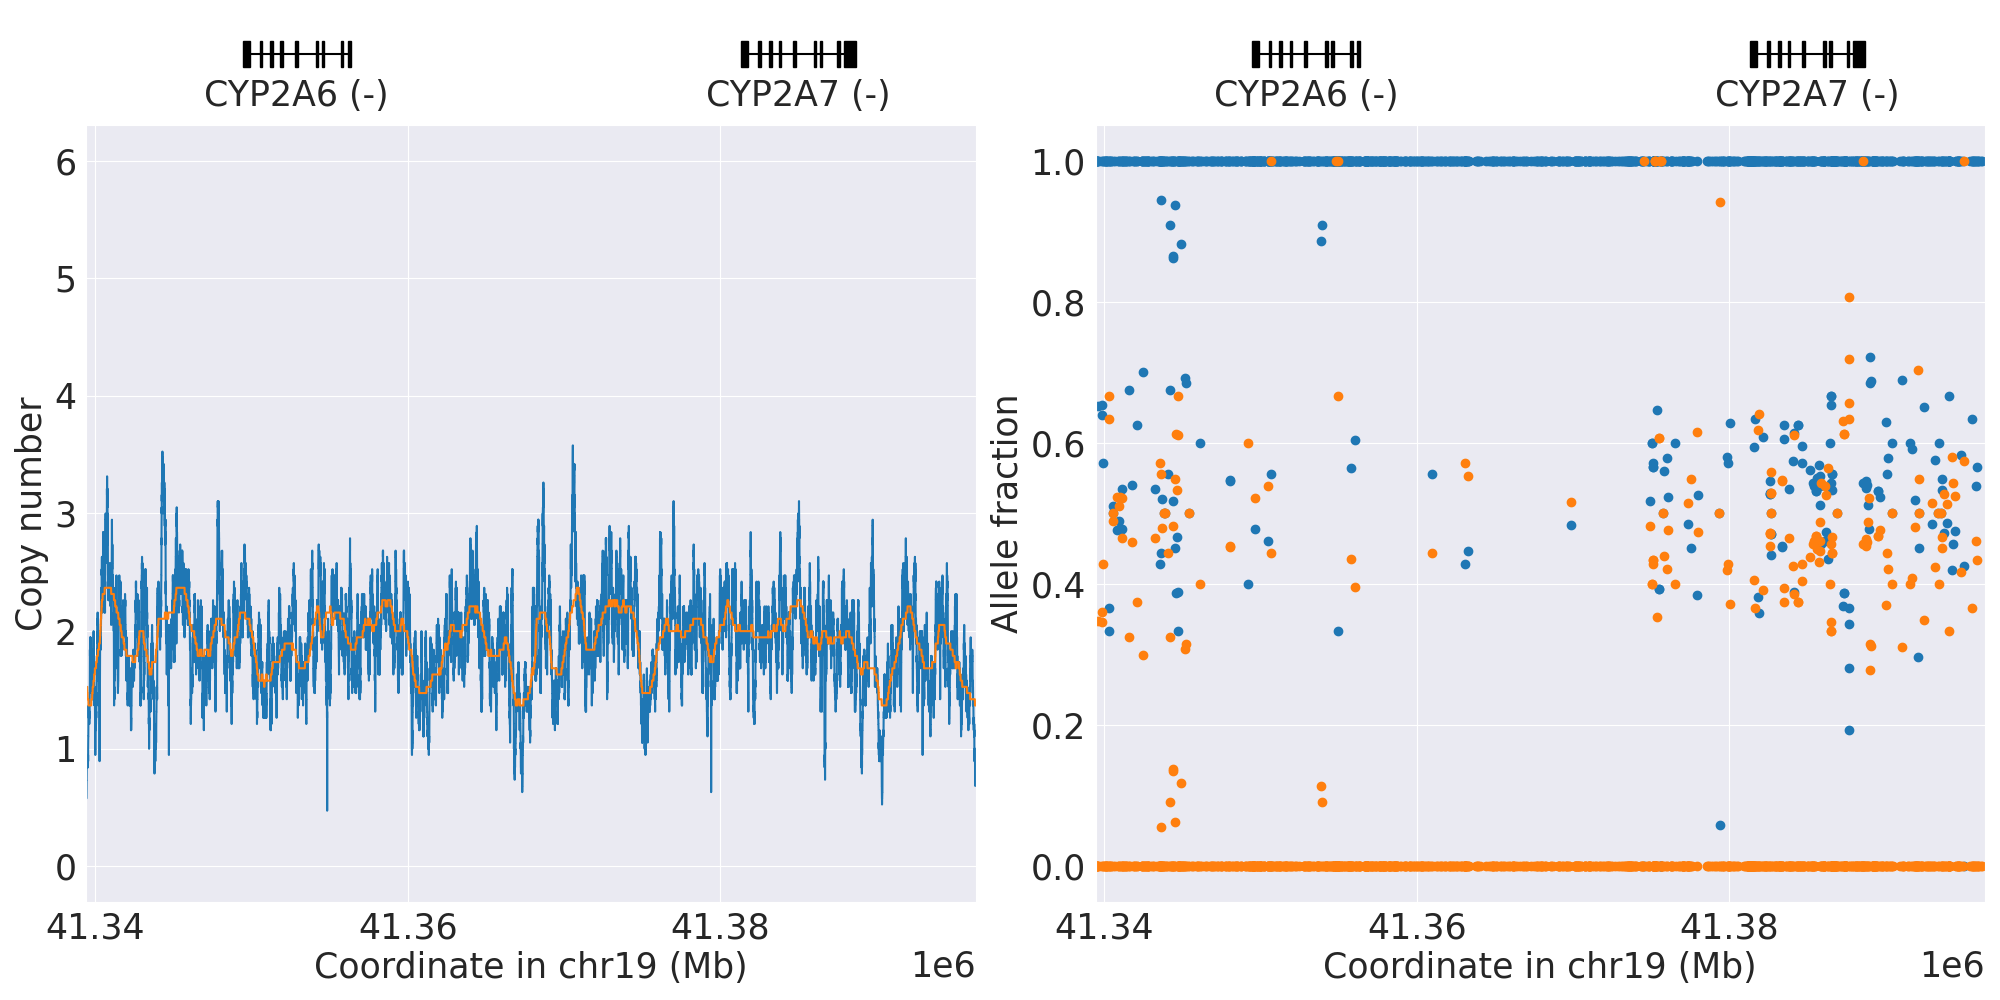 CYP2A6 (-)
CYP2A7 (-)
6
5
4
3
2
1
0
Copy number
41.34
41.36
41.38
Coordinate in chr19 (Mb)
1e6
CYP2A6 (-)
CYP2A7 (-)
1.0
0.8
0.6
0.4
0.2
0.0
Allele fraction
41.34
41.36
41.38
Coordinate in chr19 (Mb)
1e6